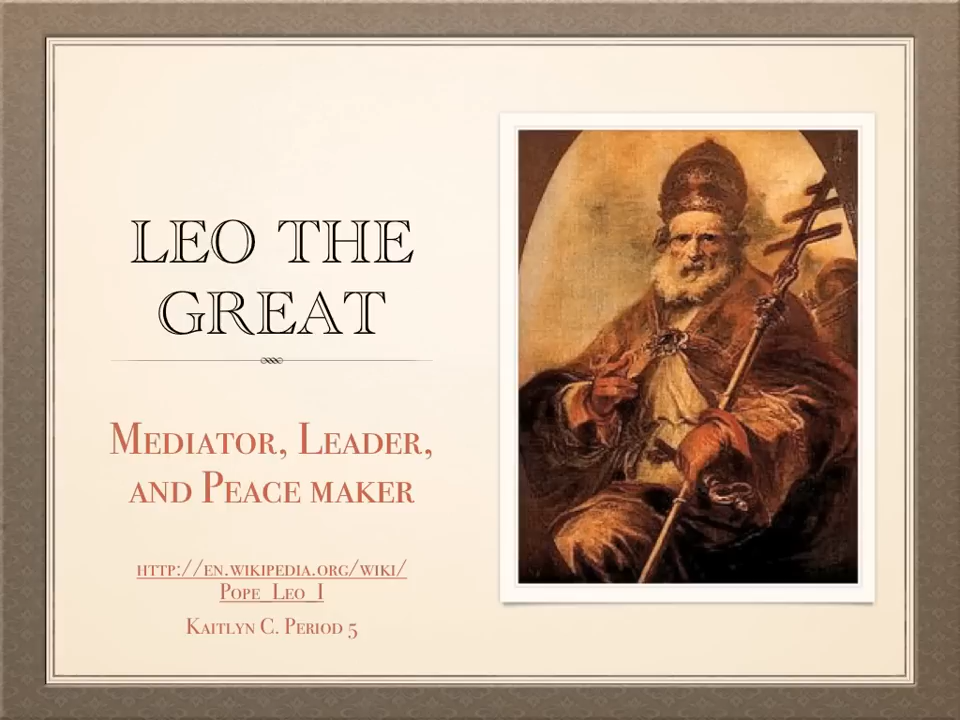 LEO THE
GREAT
Mediator, Leader,
and Peace maker
http://en.wikipedia.org/wiki/
Pope_Leo_I
Kaitlyn C. Period 5